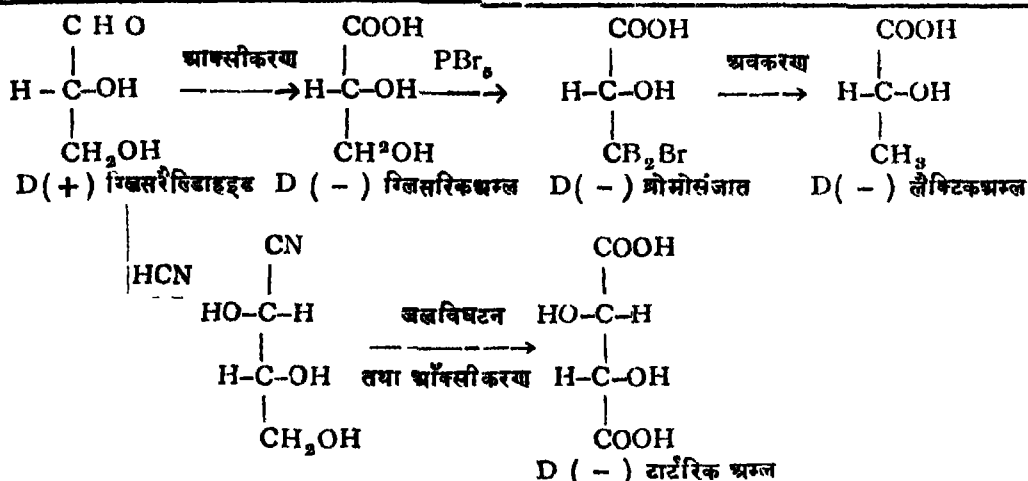 CHO COOH COOH COOH
आक्सीकरण PBr₅ अवकरण
H-C-OH H-C-OH H-C-OH H-C-OH
CH₂OH CH²OH CB₂Br CH₃
D(+) ग्लिसरैल्डिहाइड D (-) ग्लिसरिकअम्ल D(-) ब्रोमोसंजात D(-) लैक्टिकअम्ल
CN COOH
HCN
HO-C-H जलविघटन HO-C-H
H-C-OH तथा ऑक्सीकरण H-C-OH
CH₂OH COOH
D (-) टार्टरिक अम्ल